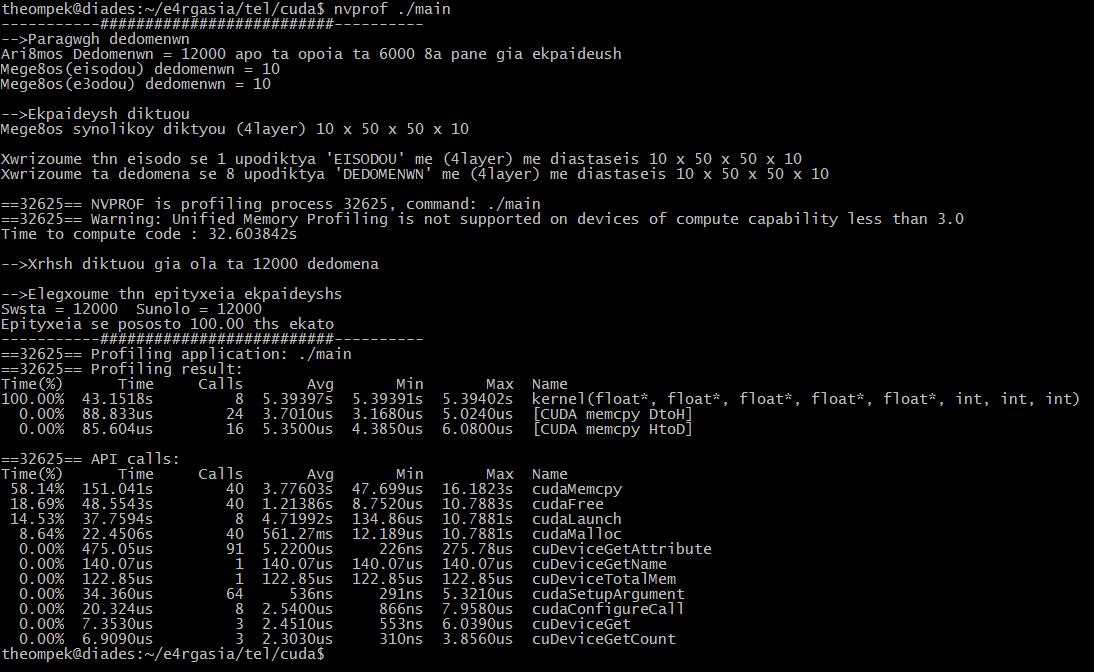 theompek@diades:~/e4rgasia/tel/cuda$ nvprof ./main
-----------##########################----------
-->Paragwgh dedomenwn
Ari8mos Dedomenwn = 12000 apo ta opoia ta 6000 8a pane gia ekpaideush
Mege8os(eisodou) dedomenwn = 10
Mege8os(e3odou) dedomenwn = 10
-->Ekpaideysh diktuou
Mege8os synolikoy diktyou (4layer) 10 x 50 x 50 x 10
Xwrizoume thn eisodo se 1 upodiktya 'EISODOU' me (4layer) me diastaseis 10 x 50 x 50 x 10
Xwrizoume ta dedomena se 8 upodiktya 'DEDOMENWN' me (4layer) me diastaseis 10 x 50 x 50 x 10
==32625== NVPROF is profiling process 32625, command: ./main
==32625== Warning: Unified Memory Profiling is not supported on devices of compute capability less than 3.0
Time to compute code : 32.603842s
-->Xrhsh diktuou gia ola ta 12000 dedomena
-->Elegxoume thn epityxeia ekpaideyshs
Swsta = 12000  Sunolo = 12000
Epityxeia se pososto 100.00 ths ekato
-----------##########################----------
==32625== Profiling application: ./main
==32625== Profiling result:
Time(%)      Time     Calls       Avg       Min       Max  Name
100.00%  43.1518s         8  5.39397s  5.39391s  5.39402s  kernel(float*, float*, float*, float*, float*, int, int, int)
  0.00%  88.833us        24  3.7010us  3.1680us  5.0240us  [CUDA memcpy DtoH]
  0.00%  85.604us        16  5.3500us  4.3850us  6.0800us  [CUDA memcpy HtoD]
==32625== API calls:
Time(%)      Time     Calls       Avg       Min       Max  Name
 58.14%  151.041s        40  3.77603s  47.699us  16.1823s  cudaMemcpy
 18.69%  48.5543s        40  1.21386s  8.7520us  10.7883s  cudaFree
 14.53%  37.7594s         8  4.71992s  134.86us  10.7881s  cudaLaunch
  8.64%  22.4506s        40  561.27ms  12.189us  10.7881s  cudaMalloc
  0.00%  475.05us        91  5.2200us     226ns  275.78us  cuDeviceGetAttribute
  0.00%  140.07us         1  140.07us  140.07us  140.07us  cuDeviceGetName
  0.00%  122.85us         1  122.85us  122.85us  122.85us  cuDeviceTotalMem
  0.00%  34.360us        64     536ns     291ns  5.3210us  cudaSetupArgument
  0.00%  20.324us         8  2.5400us     866ns  7.9580us  cudaConfigureCall
  0.00%  7.3530us         3  2.4510us     553ns  6.0390us  cuDeviceGet
  0.00%  6.9090us         3  2.3030us     310ns  3.8560us  cuDeviceGetCount
theompek@diades:~/e4rgasia/tel/cuda$